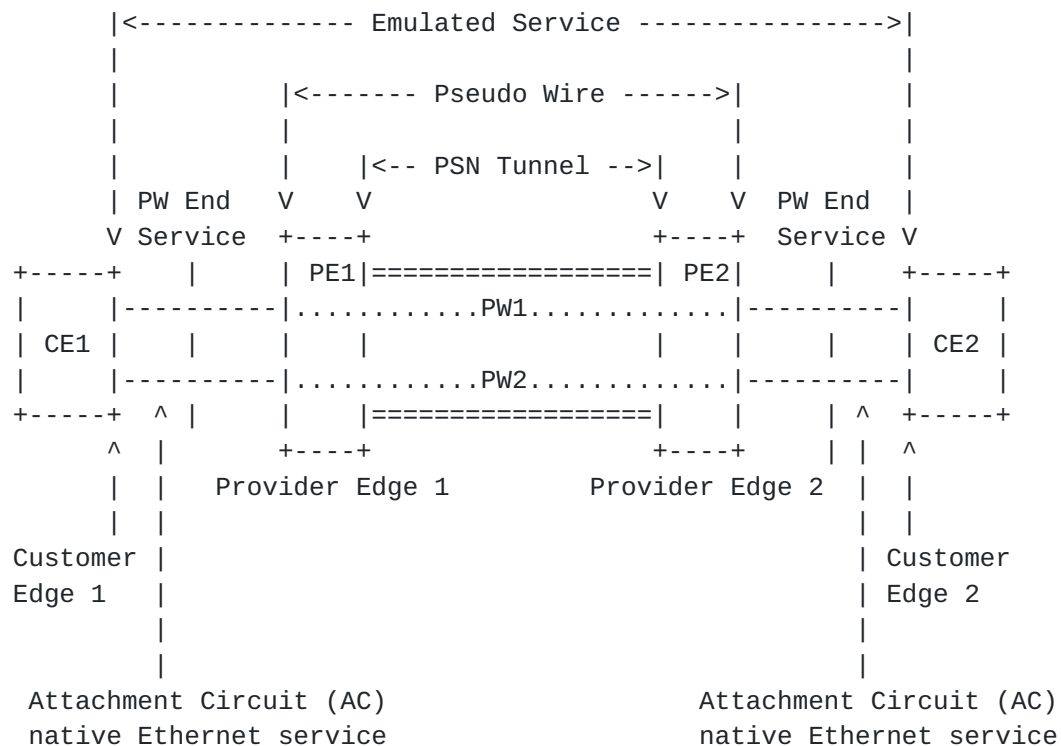 |<-------------- Emulated Service ---------------->|
|                                                  |
|          |<------- Pseudo Wire ------>|          |
|          |                            |          |
|          |    |<-- PSN Tunnel -->|    |          |
| PW End   V    V                  V    V  PW End  |
V Service  +----+                  +----+  Service V
+-----+    |     | PE1|==================| PE2|     |    +-----+
|     |----------|............PW1.............|----------|     |
| CE1 |    |     |    |                  |    |     |    | CE2 |
|     |----------|............PW2.............|----------|     |
+-----+  ^ |     |    |==================|    |     | ^  +-----+
      ^  |       +----+                  +----+     | |  ^
      |  |   Provider Edge 1         Provider Edge 2  |  |
      |  |                                            |  |
Customer |                                            | Customer
Edge 1   |                                            | Edge 2
         |                                            |
         |                                            |
 Attachment Circuit (AC)                    Attachment Circuit (AC)
 native Ethernet service                    native Ethernet service